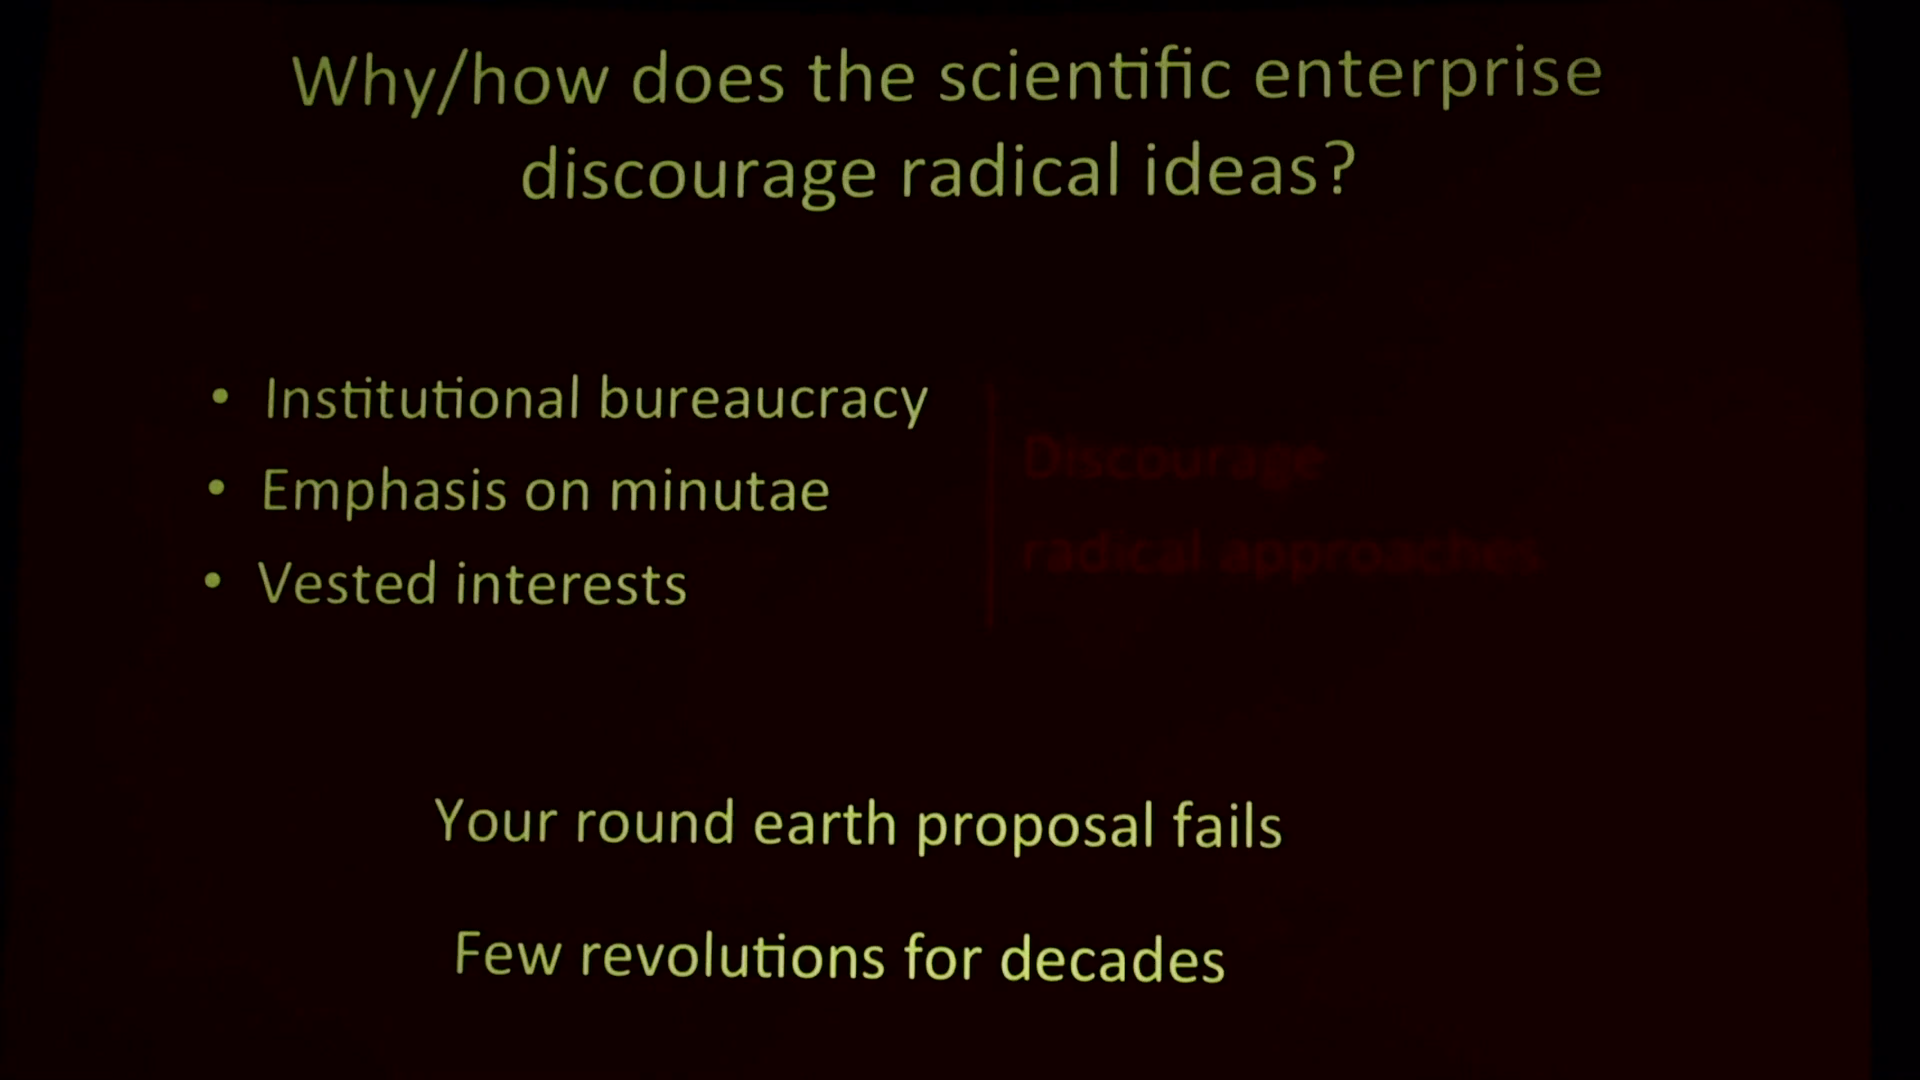 Why/how does the scientific enterprise
discourage radical ideas?
• Institutional bureaucracy
• Emphasis on minutae
• Vested interests
Discourage
radical approaches
Your round earth proposal fails
Few revolutions for decades